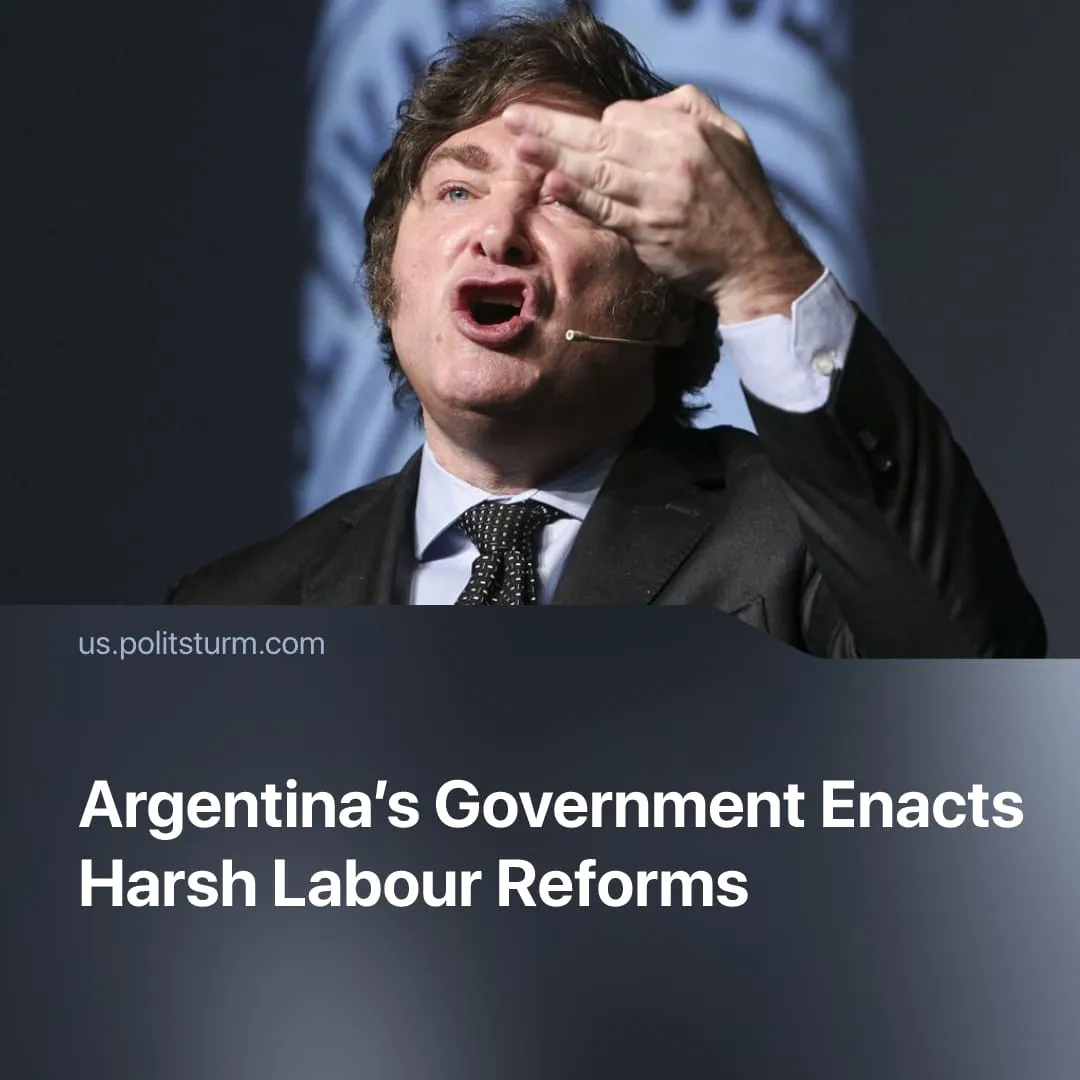 us.politsturm.com
Argentina’s Government Enacts
Harsh Labour Reforms